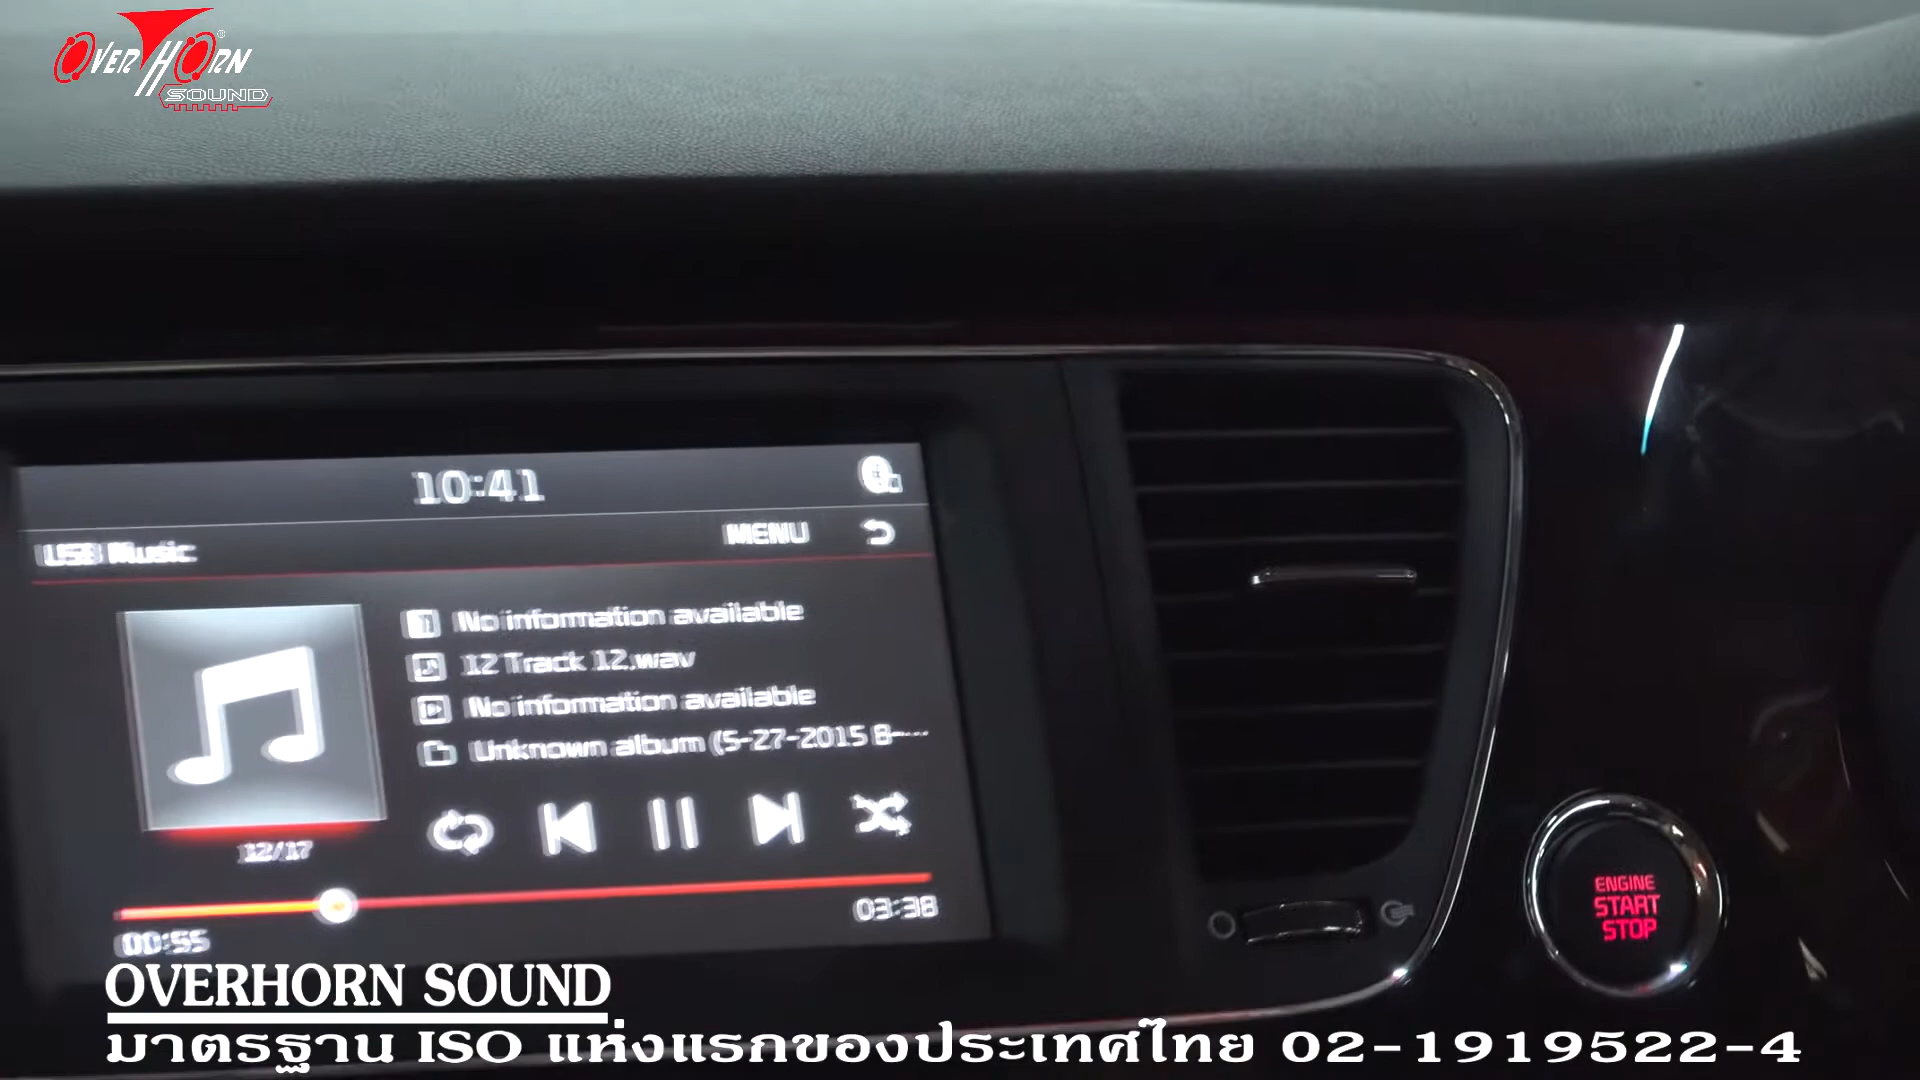 OVERHORN®
SOUND
10:41
USB Music
MENU
No information available
12 Track 12.wav
No information available
Unknown album (5-27-2015 8-...
12/17
00:55
03:38
ENGINE
START
STOP
OVERHORN SOUND
มาตรฐาน ISO แห่งแรกของประเทศไทย 02-1919522-4